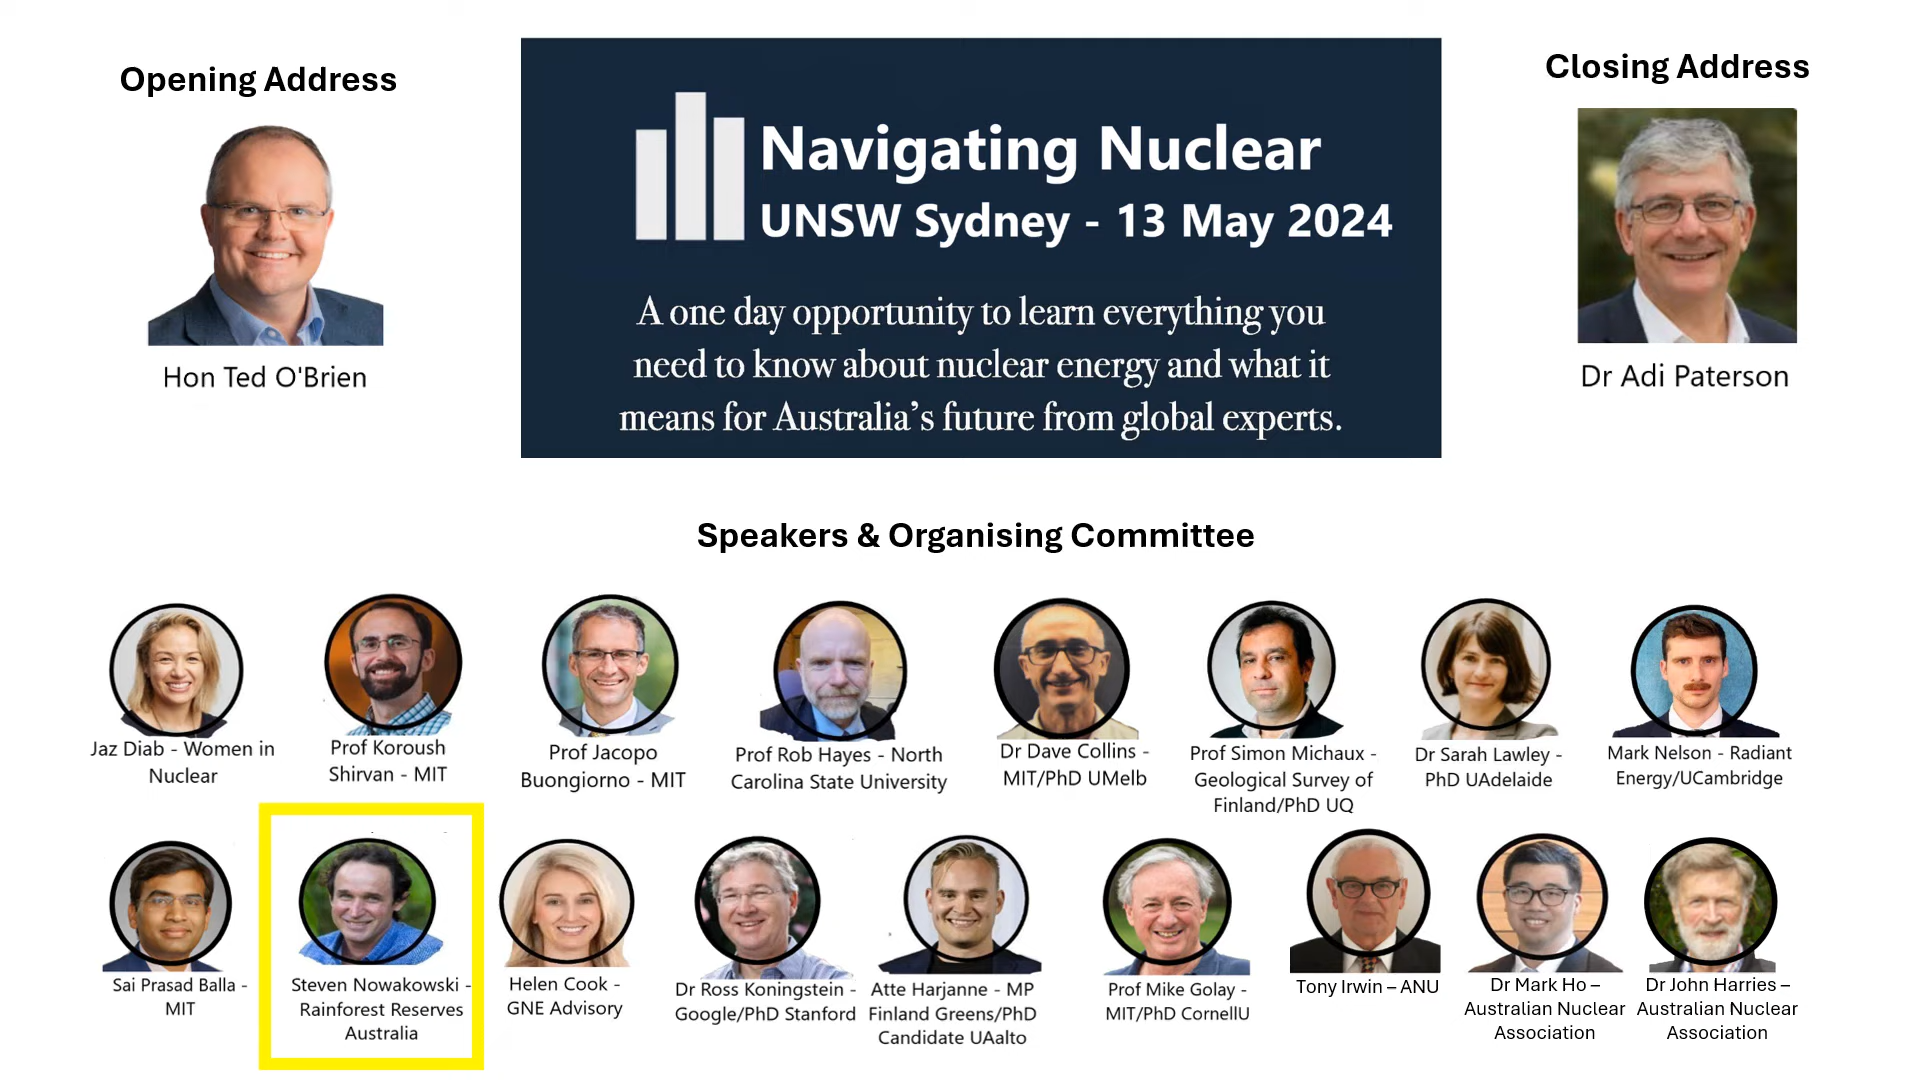 Opening Address
Hon Ted O'Brien
Navigating Nuclear
UNSW Sydney - 13 May 2024
A one day opportunity to learn everything you
need to know about nuclear energy and what it
means for Australia’s future from global experts.
Closing Address
Dr Adi Paterson
Speakers & Organising Committee
Jaz Diab - Women in
Nuclear
Prof Koroush
Shirvan - MIT
Prof Jacopo
Buongiorno - MIT
Prof Rob Hayes - North
Carolina State University
Dr Dave Collins -
MIT/PhD UMelb
Prof Simon Michaux -
Geological Survey of
Finland/PhD UQ
Dr Sarah Lawley -
PhD UAdelaide
Mark Nelson - Radiant
Energy/UCambridge
Sai Prasad Balla -
MIT
Steven Nowakowski -
Rainforest Reserves
Australia
Helen Cook -
GNE Advisory
Dr Ross Koningstein -
Google/PhD Stanford
Atte Harjanne - MP
Finland Greens/PhD
Candidate UAalto
Prof Mike Golay -
MIT/PhD CornellU
Tony Irwin – ANU
Dr Mark Ho –
Australian Nuclear
Association
Dr John Harries –
Australian Nuclear
Association